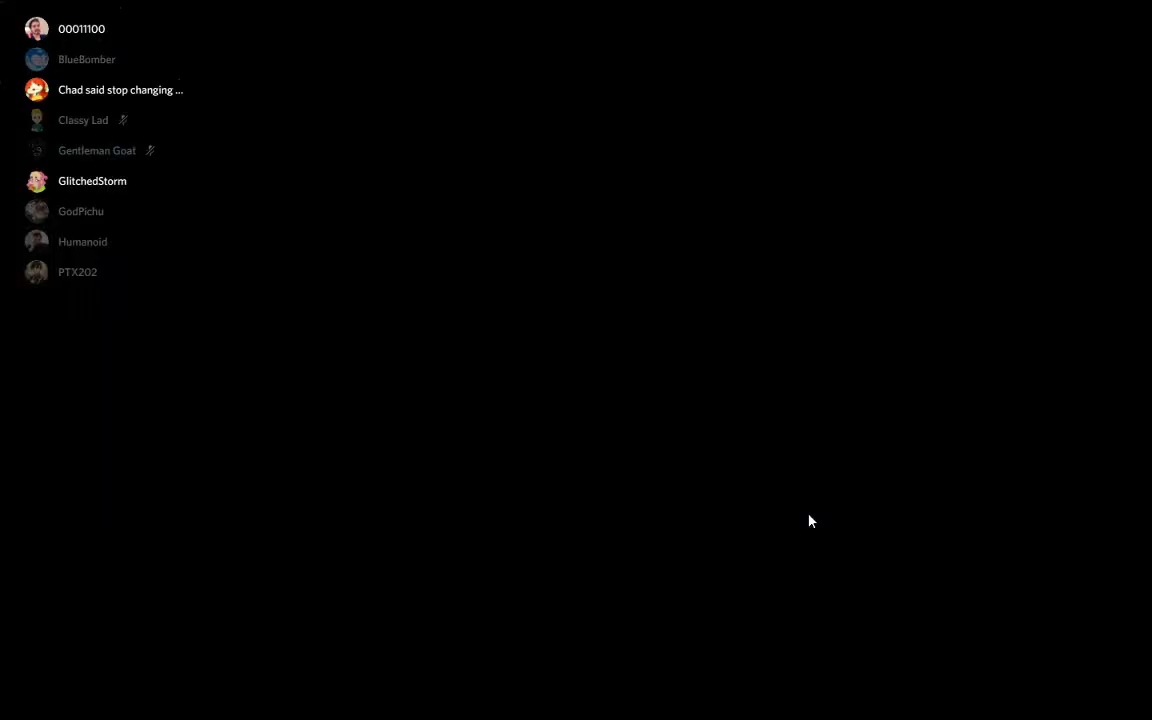 00011100
BlueBomber
Chad said stop changing ...
Classy Lad
Gentleman Goat
GlitchedStorm
GodPichu
Humanoid
PTX202